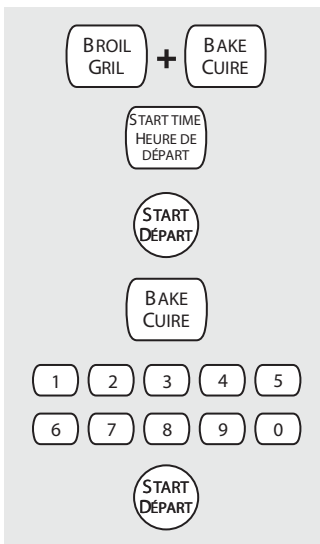 BROIL + BAKE
GRIL CUIRE
START TIME
HEURE DE
DÉPART
START
DÉPART
BAKE
CUIRE
1 2 3 4 5
6 7 8 9 0
START
DÉPART